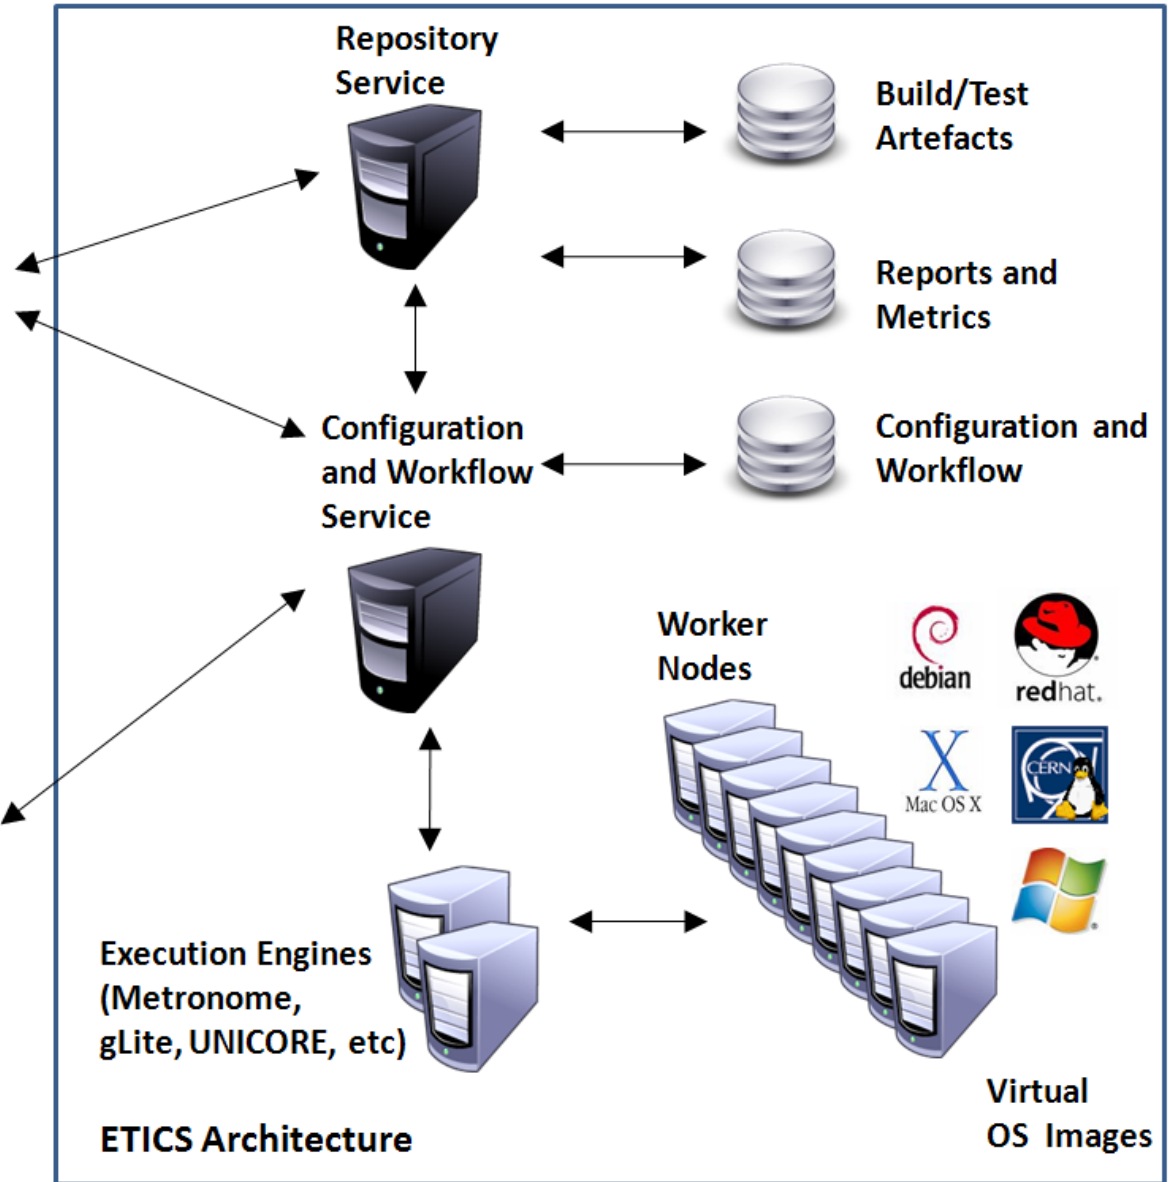 Repository
Service
Build/Test
Artefacts
Reports and
Metrics
Configuration
and Workflow
Service
Configuration and
Workflow
Worker
Nodes
debian
redhat.
X
Mac OS X
CERN
Execution Engines
(Metronome,
gLite, UNICORE, etc)
Virtual
OS Images
ETICS Architecture